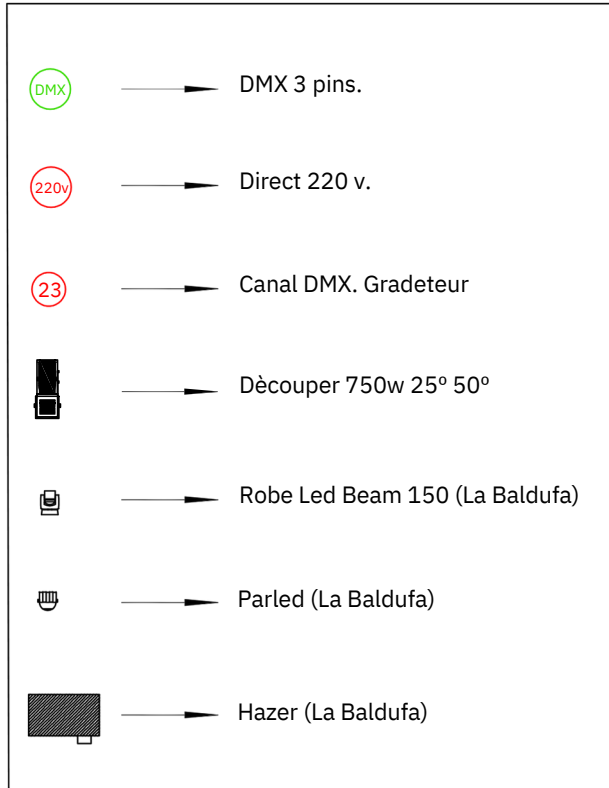 DMX DMX 3 pins.
220v Direct 220 v.
23 Canal DMX. Gradeteur
Dècouper 750w 25º 50º
Robe Led Beam 150 (La Baldufa)
Parled (La Baldufa)
Hazer (La Baldufa)